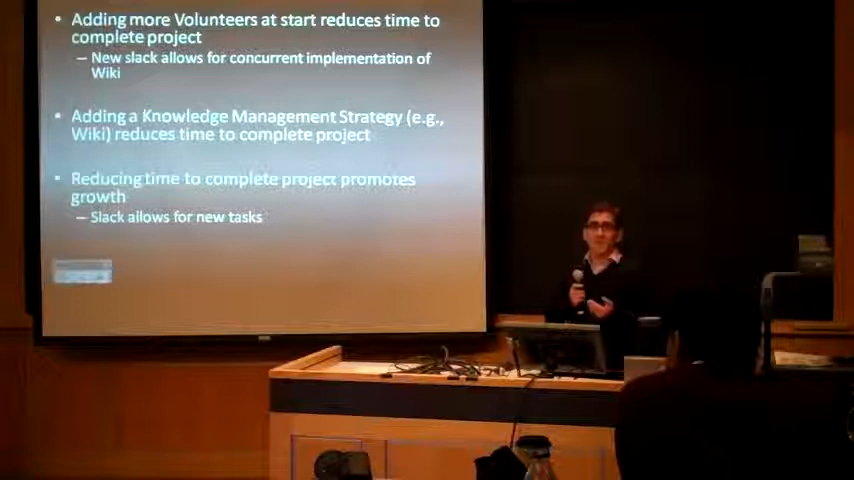 • Adding more Volunteers at start reduces time to
complete project
– New slack allows for concurrent implementation of
Wiki
• Adding a Knowledge Management Strategy (e.g.,
Wiki) reduces time to complete project
• Reducing time to complete project promotes
growth
– Slack allows for new tasks